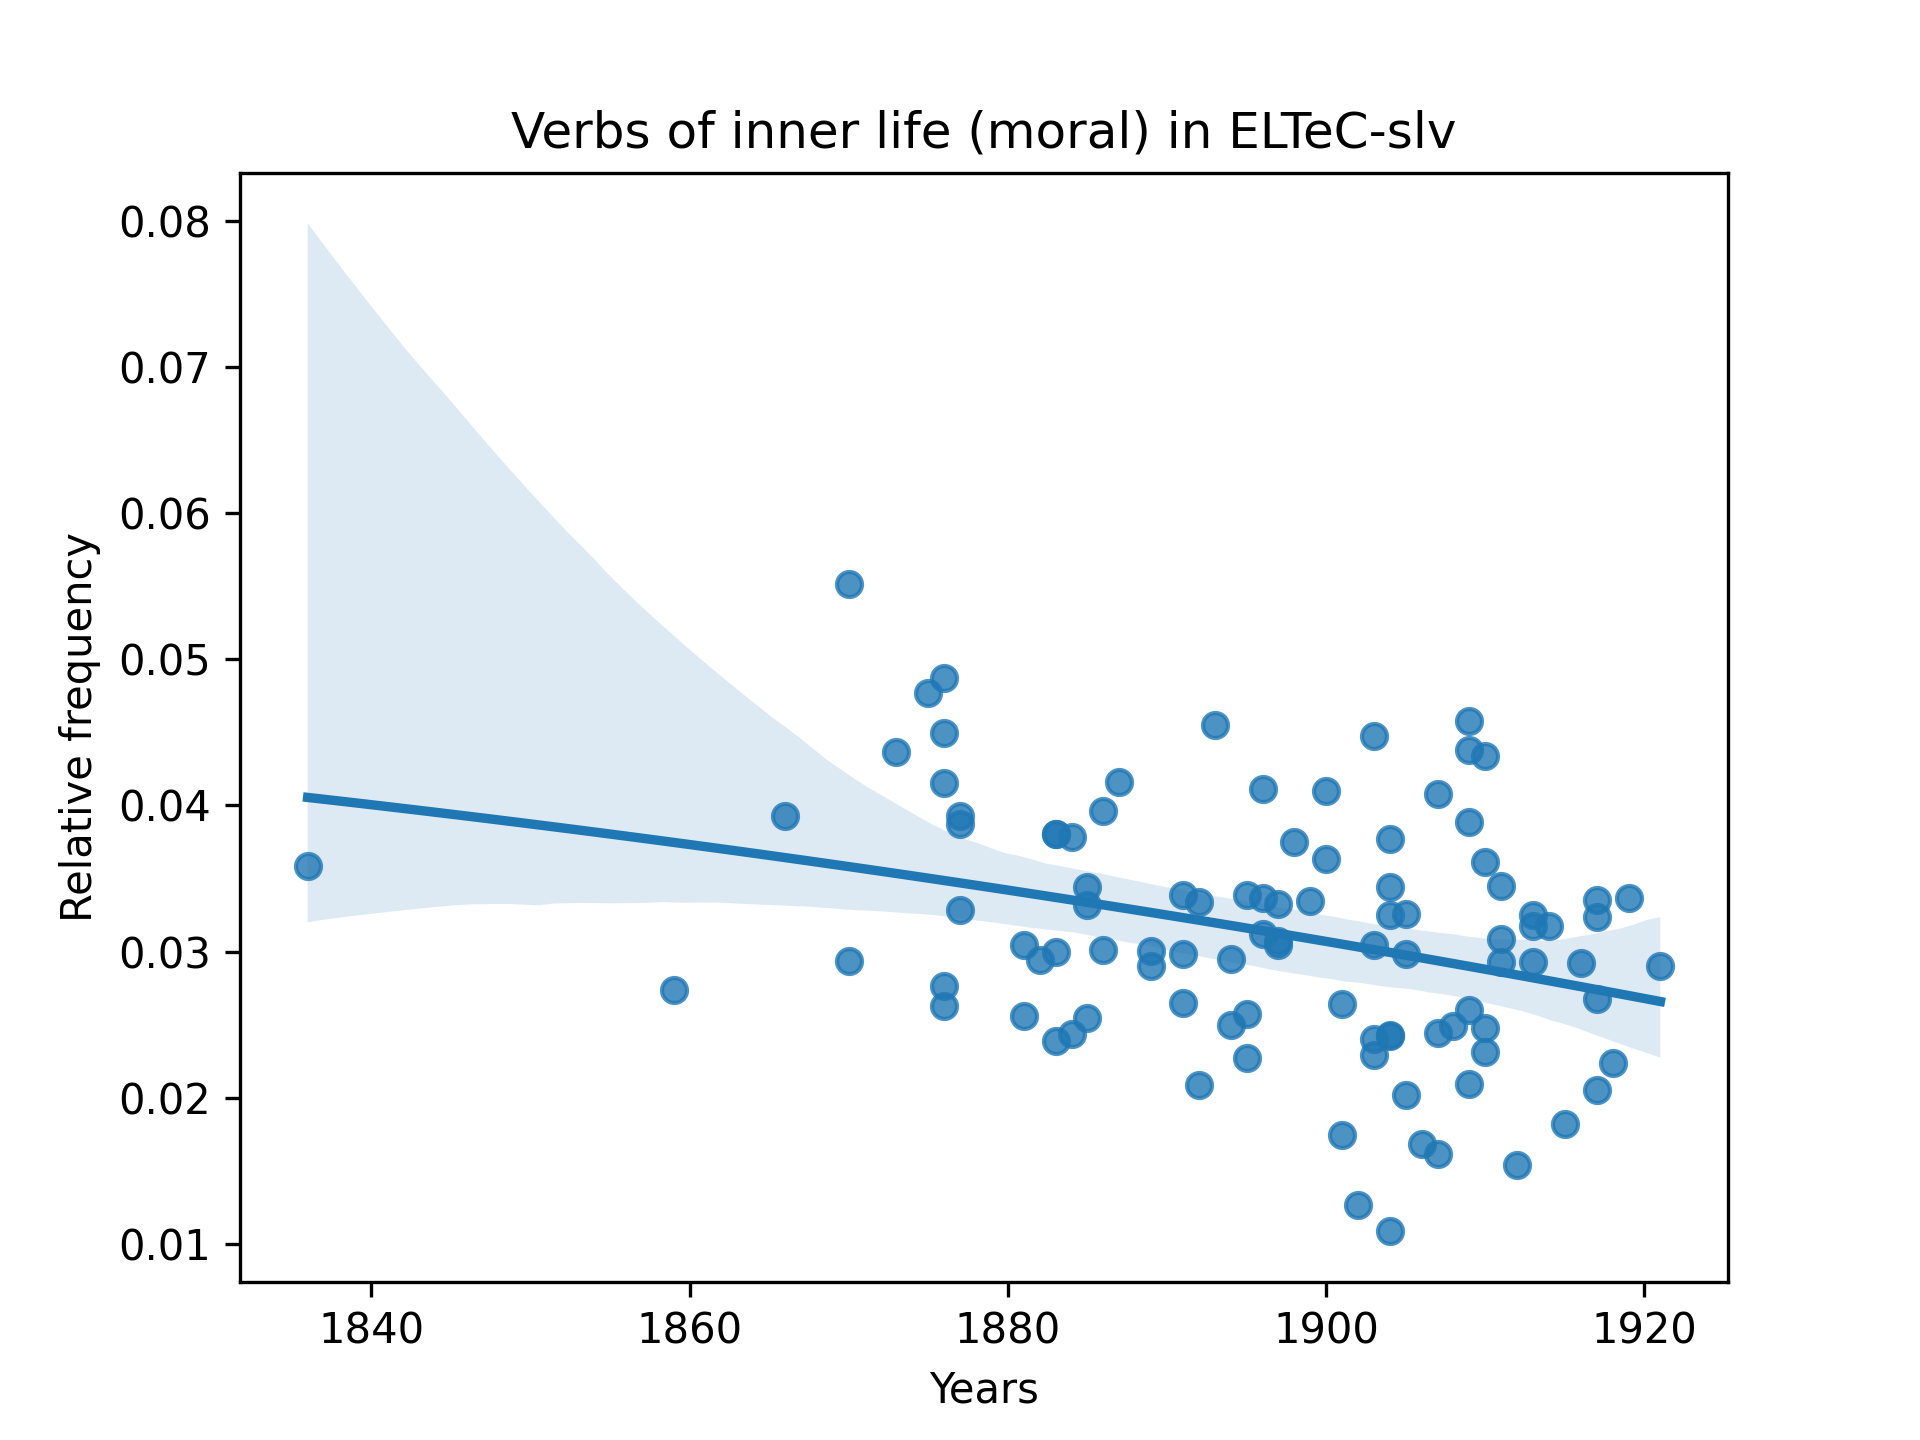 Verbs of inner life (moral) in ELTeC-slv
0.08
0.07
0.06
0.05
0.04
0.03
0.02
0.01
Relative frequency
1840 1860 1880 1900 1920
Years